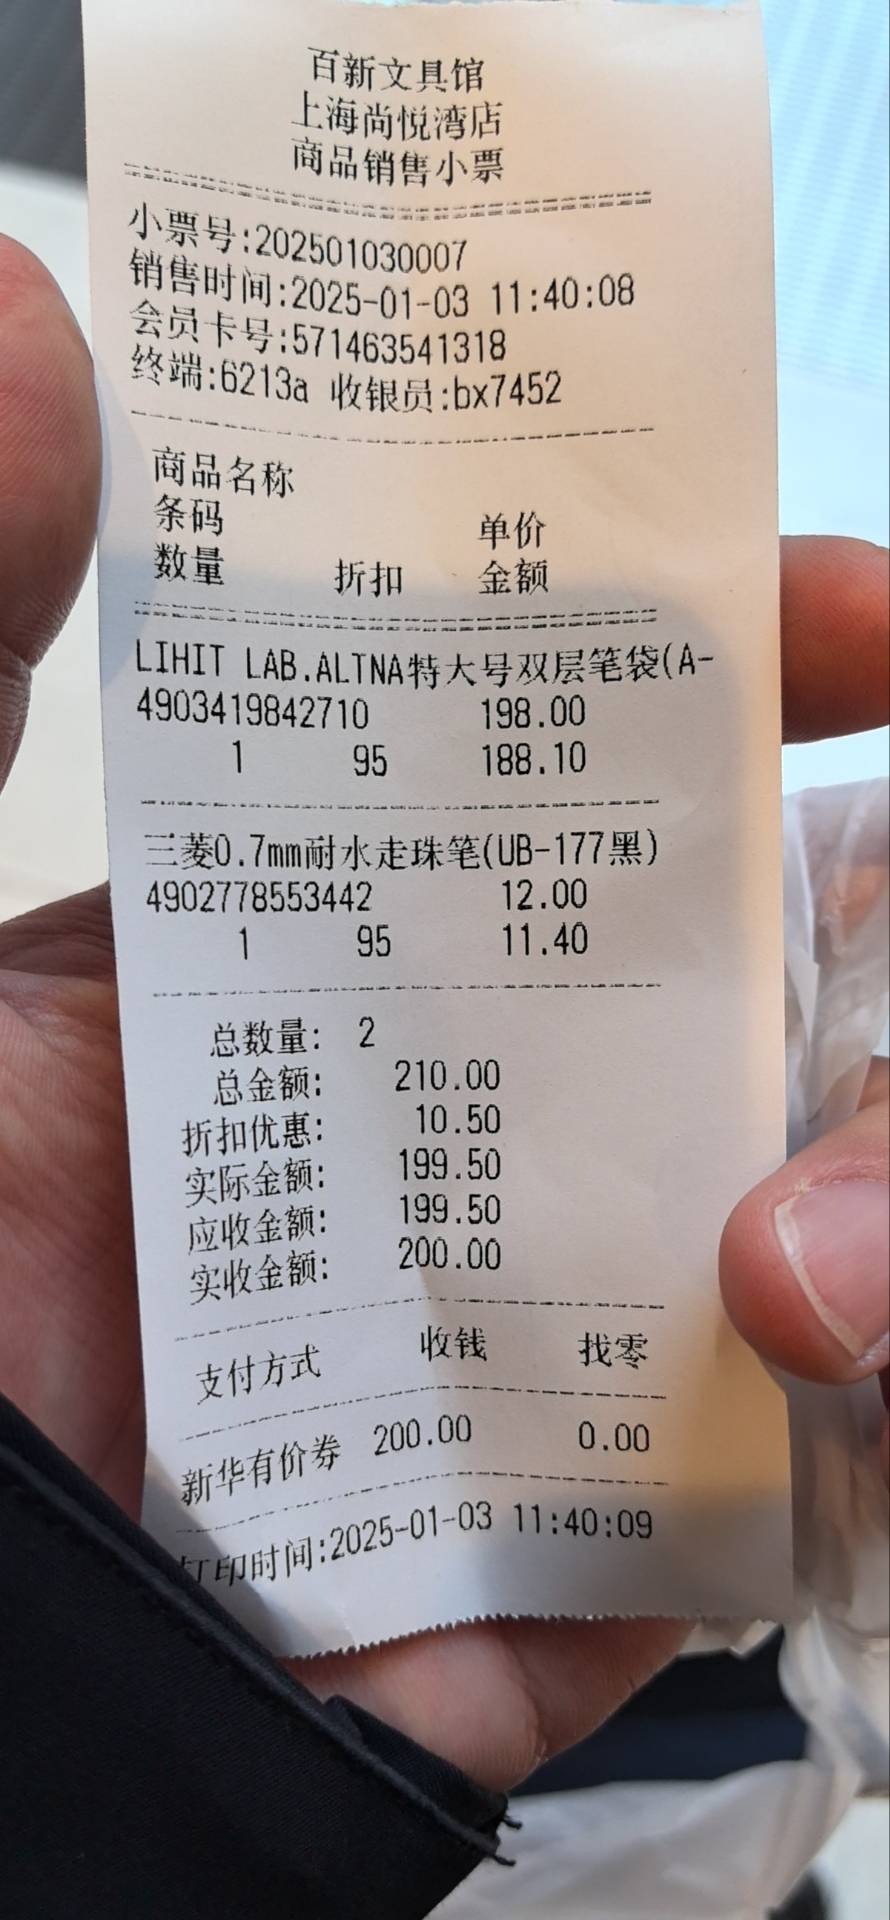 百新文具馆
上海尚悦湾店
商品销售小票
小票号:202501030007
销售时间:2025-01-03 11:40:08
会员卡号:571463541318
终端:6213a 收银员:bx7452
商品名称
条码 单价
数量 折扣 金额
LIHIT LAB.ALTNA特大号双层笔袋(A-
4903419842710 198.00
1 95 188.10
三菱0.7mm耐水走珠笔(UB-177黑)
4902778553442 12.00
1 95 11.40
总数量: 2
总金额: 210.00
折扣优惠: 10.50
实际金额: 199.50
应收金额: 199.50
实收金额: 200.00
支付方式 收钱 找零
新华有价券 200.00 0.00
打印时间:2025-01-03 11:40:09